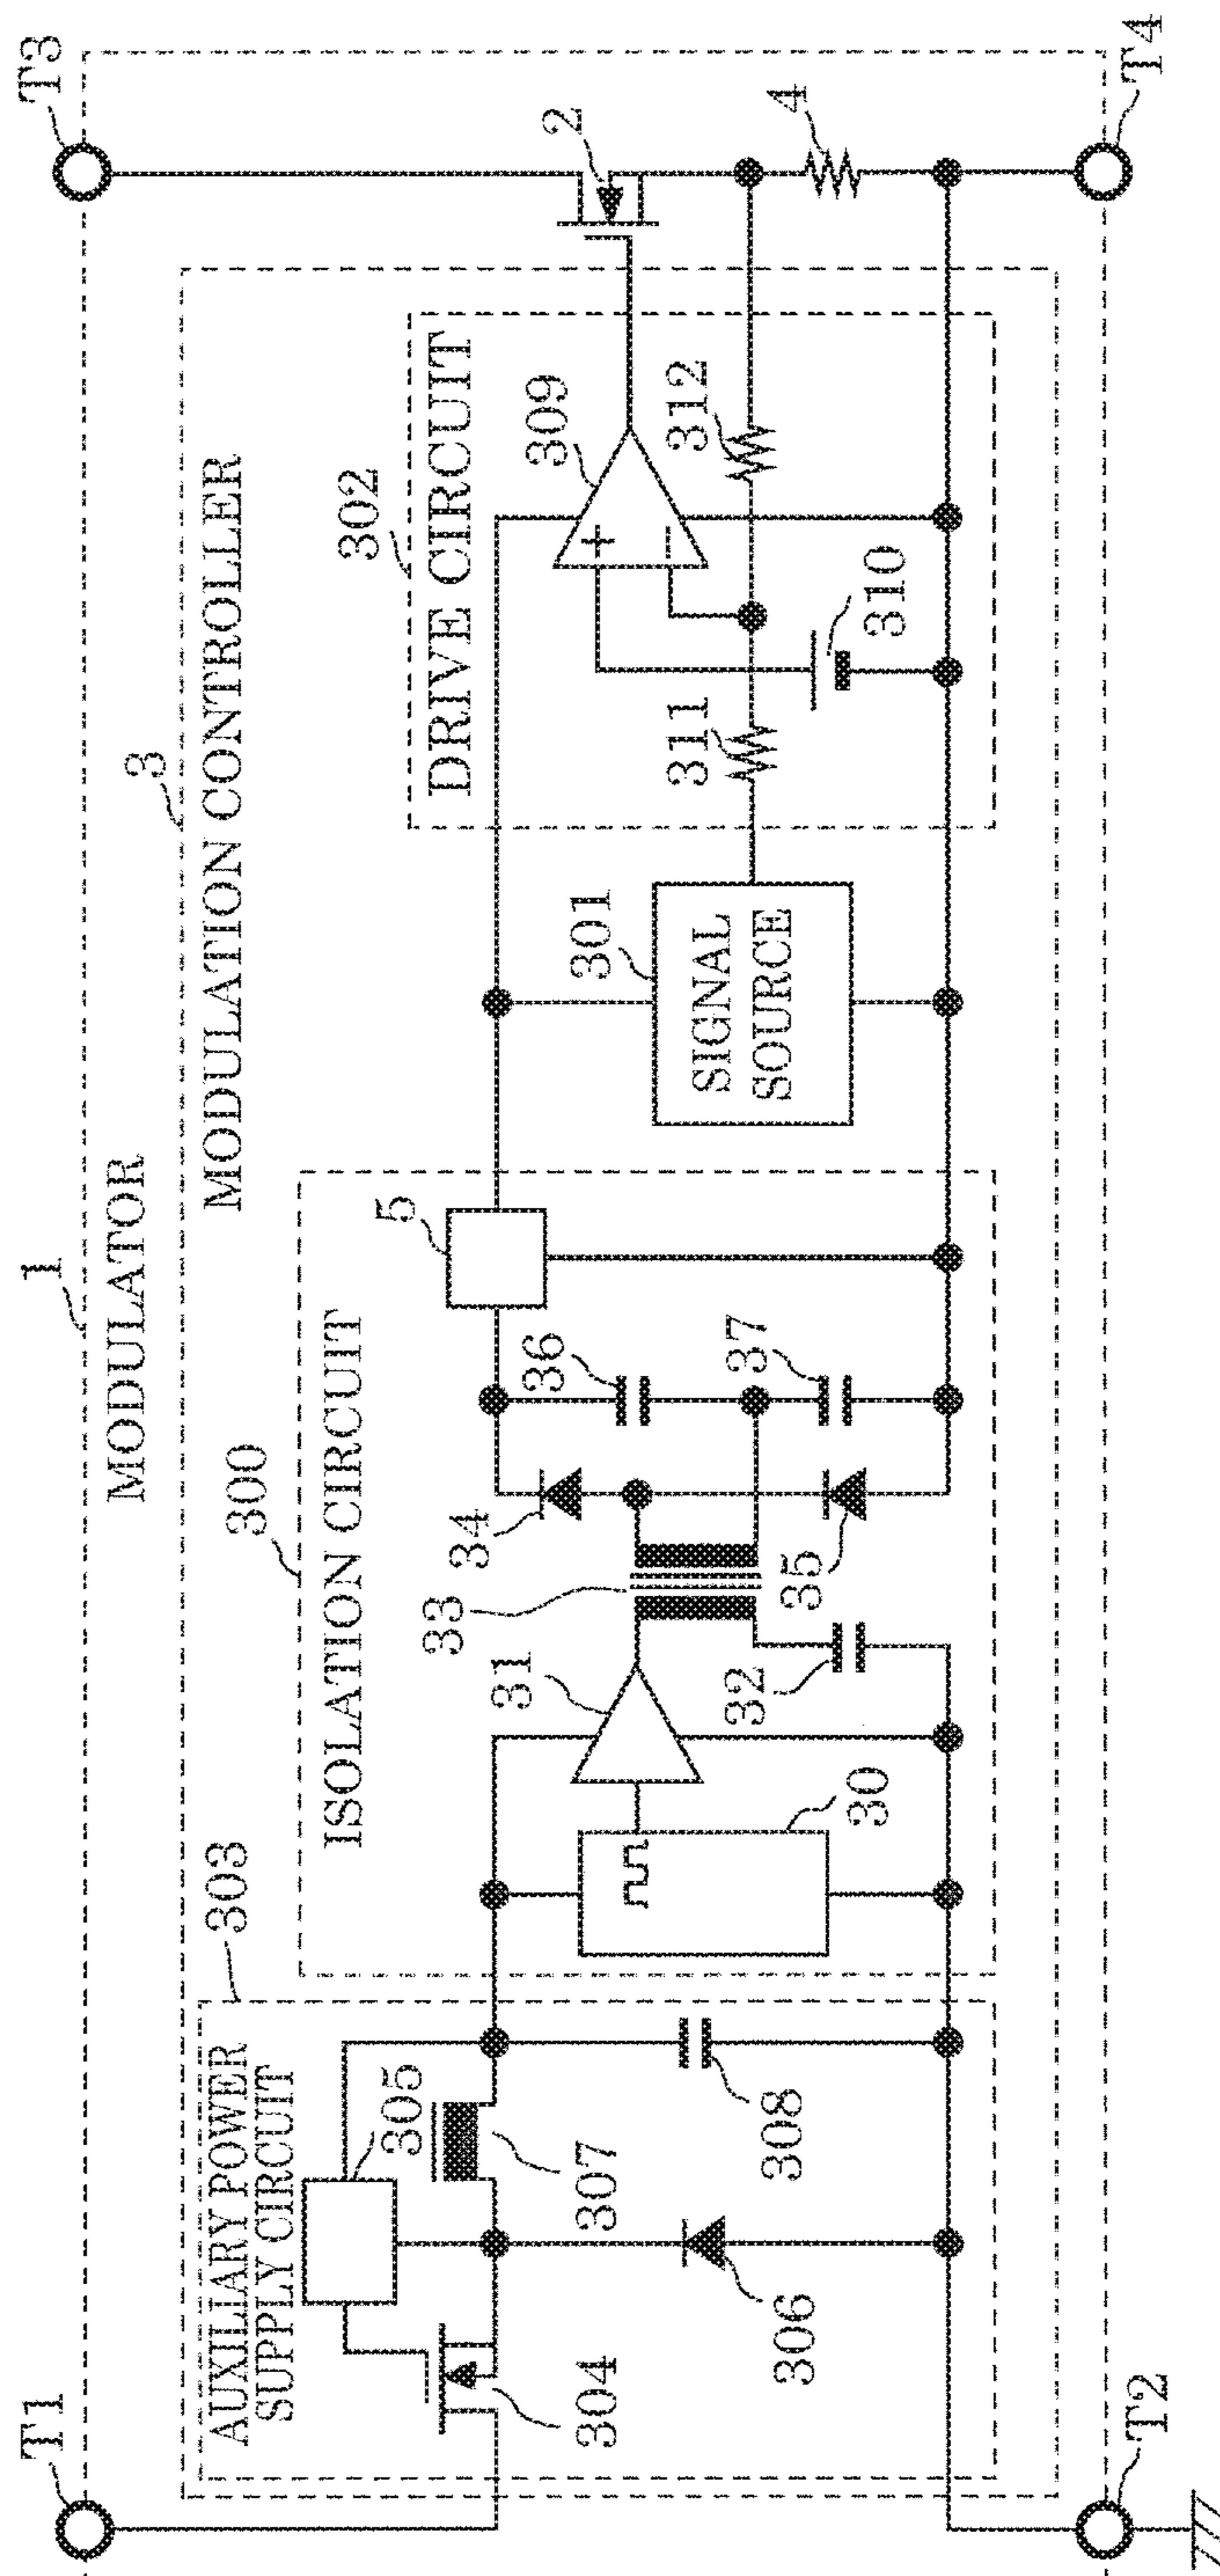 1
MODULATOR
3
MODULATION CONTROLLER
T1
T3
303
AUXILIARY POWER
SUPPLY CIRCUIT
300
ISOLATION CIRCUIT
302
DRIVE CIRCUIT
305
304
307
306
308
31
30
33
32
34
35
36
37
5
301
SIGNAL
SOURCE
309
+
−
311
312
310
2
4
T2
T4